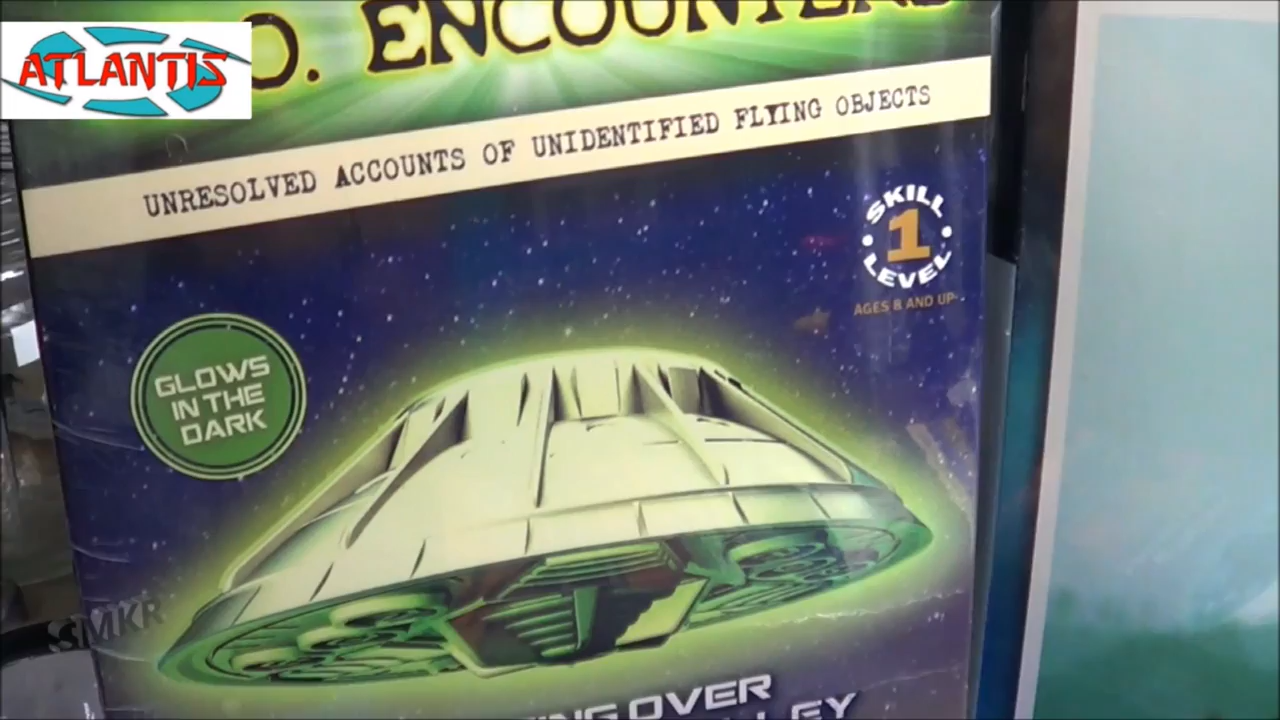 ATLANTIS
O. ENCOUNTERS
UNRESOLVED ACCOUNTS OF UNIDENTIFIED FLYING OBJECTS
SKILL
1
LEVEL
AGES 8 AND UP
GLOWS
IN THE
DARK
SMKR
OVER